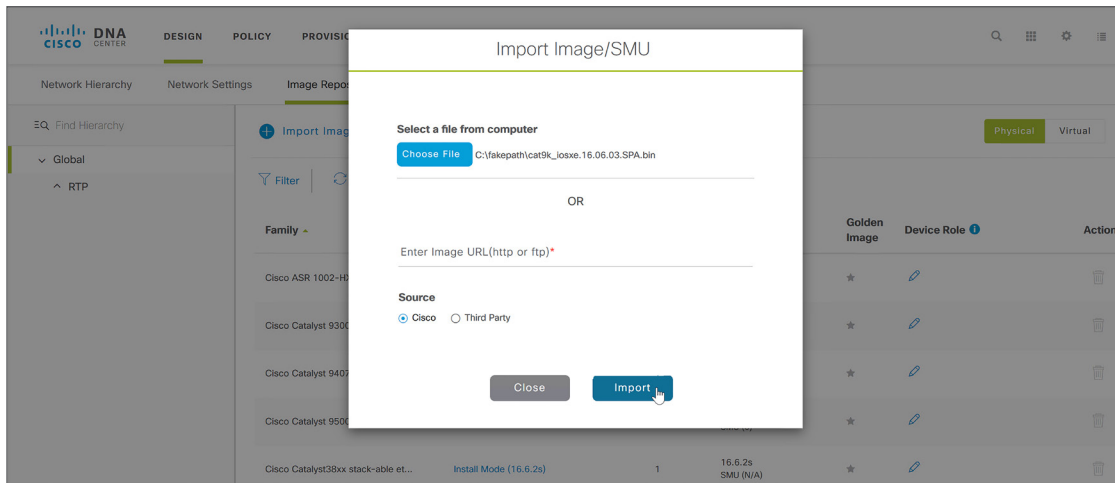 CISCO DNA CENTER
DESIGN
POLICY
PROVISIO
Import Image/SMU
Network Hierarchy
Network Settings
Image Repos
Find Hierarchy
Import Imag
Physical
Virtual
Global
RTP
Filter
Select a file from computer
Choose File
C:\fakepath\cat9k_iosxe.16.06.03.SPA.bin
OR
Enter Image URL(http or ftp)*
Source
Cisco
Third Party
Close
Import
Family
Golden
Image
Device Role
Action
Cisco ASR 1002-HX
Cisco Catalyst 9300
Cisco Catalyst 9407
Cisco Catalyst 9500
Cisco Catalyst38xx stack-able et...
Install Mode (16.6.2s)
1
16.6.2s
SMU (N/A)